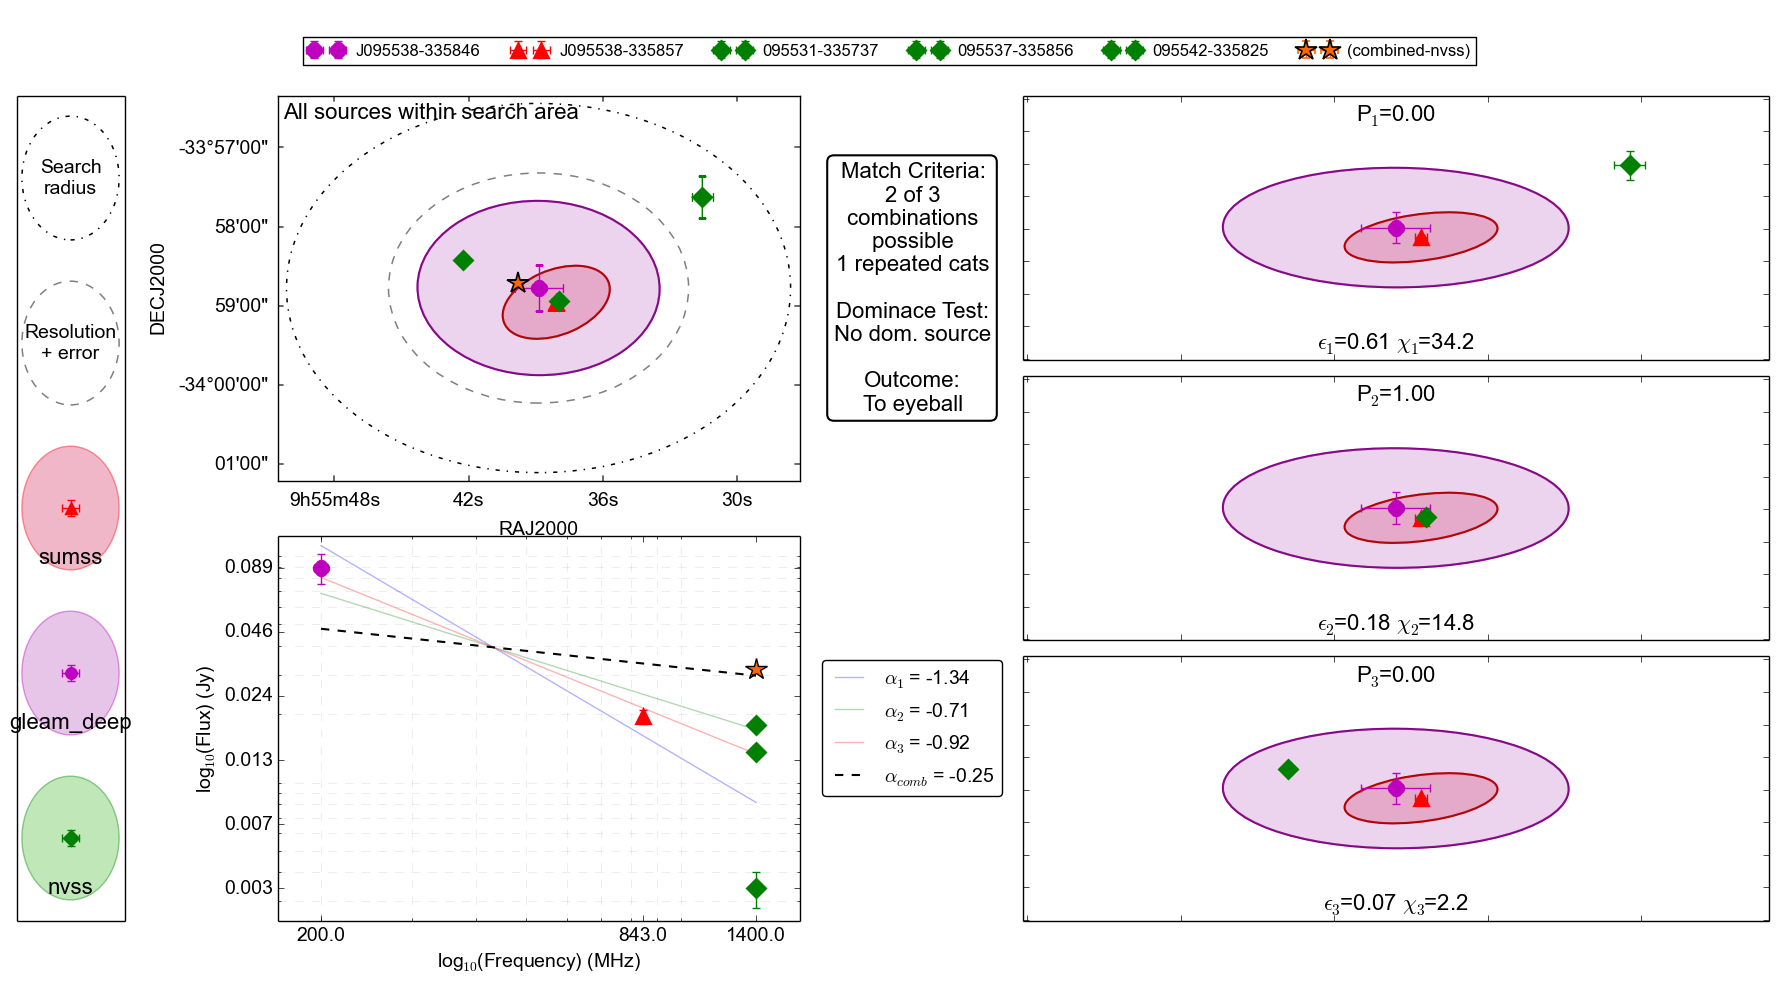 J095538-335846
J095538-335857
095531-335737
095537-335856
095542-335825
(combined-nvss)
Search
radius
Resolution
+ error
sumss
gleam_deep
nvss
All sources within search area
DECJ2000
-33°57'00"
58'00"
59'00"
-34°00'00"
01'00"
9h55m48s
42s
36s
30s
RAJ2000
Match Criteria:
2 of 3
combinations
possible
1 repeated cats
Dominace Test:
No dom. source
Outcome:
To eyeball
log₁₀(Flux) (Jy)
0.089
0.046
0.024
0.013
0.007
0.003
200.0
843.0
1400.0
log₁₀(Frequency) (MHz)
α₁ = -1.34
α₂ = -0.71
α₃ = -0.92
α_comb = -0.25
P₁=0.00
ϵ₁=0.61 χ₁=34.2
P₂=1.00
ϵ₂=0.18 χ₂=14.8
P₃=0.00
ϵ₃=0.07 χ₃=2.2